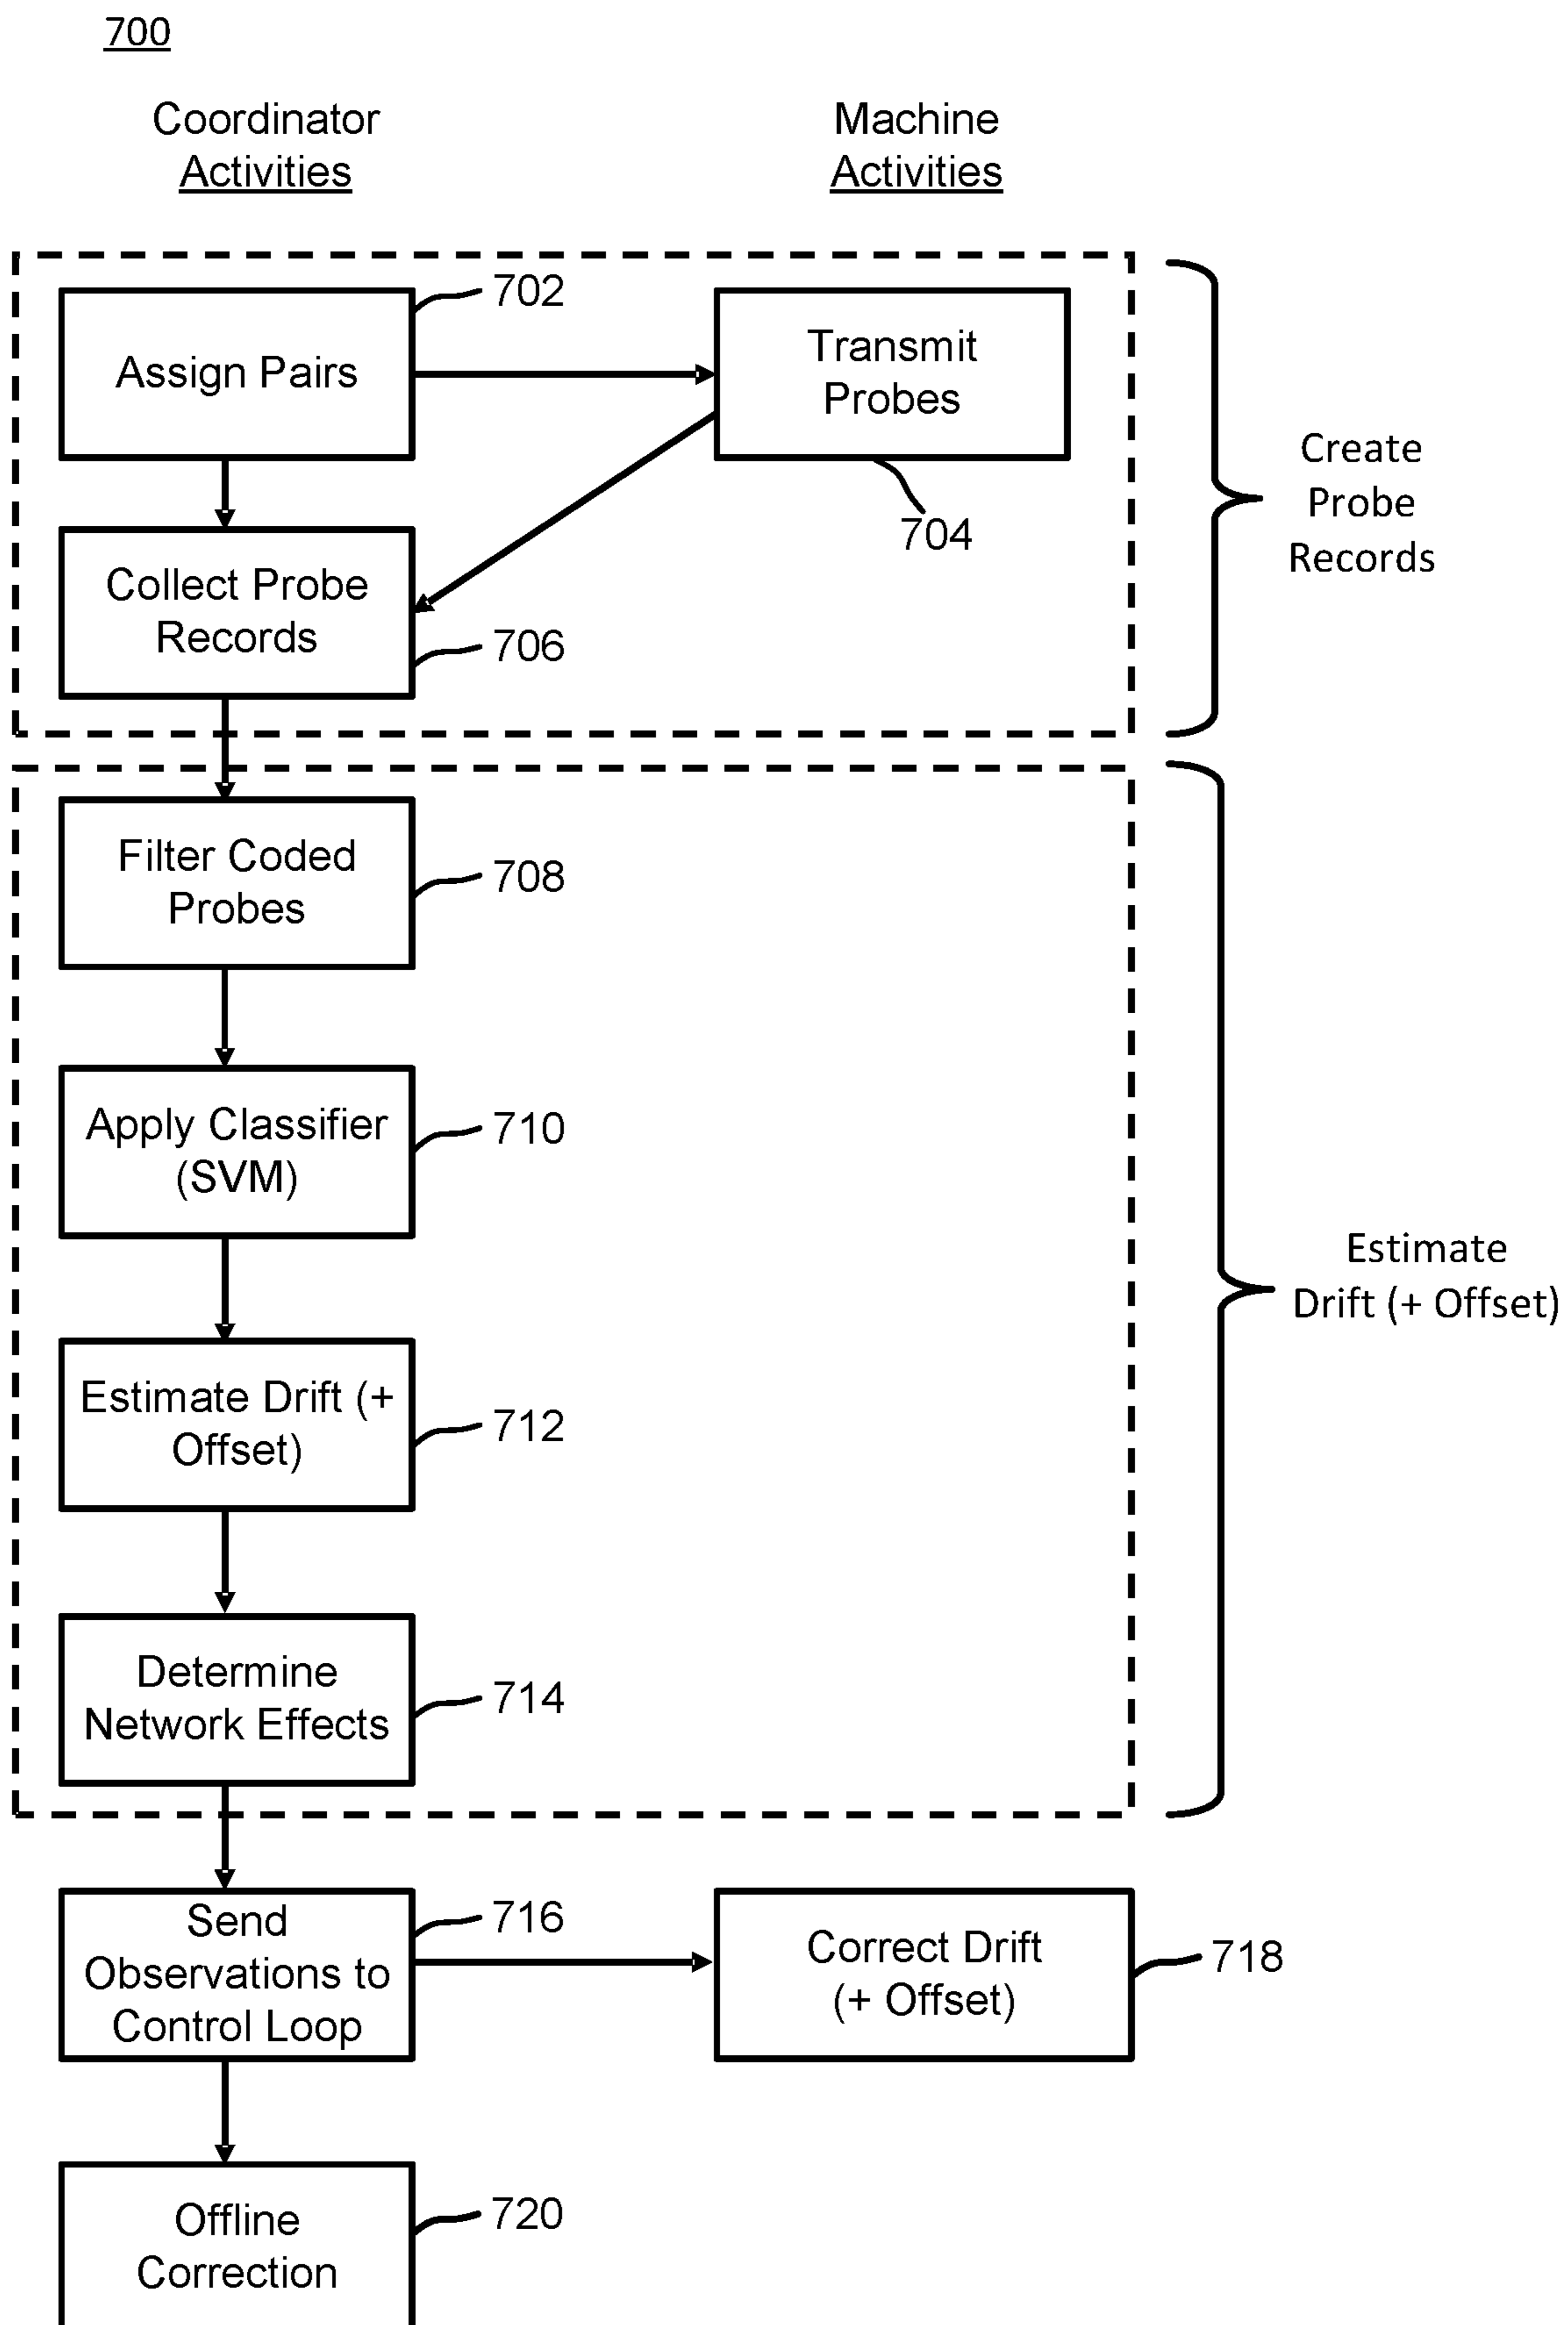 700
Coordinator
Activities
Machine
Activities
702
Assign Pairs
Transmit
Probes
704
Create
Probe
Records
Collect Probe
Records
706
Filter Coded
Probes
708
Apply Classifier
(SVM)
710
Estimate
Drift (+ Offset)
Estimate Drift (+
Offset)
712
Determine
Network Effects
714
Send
Observations to
Control Loop
716
Correct Drift
(+ Offset)
718
Offline
Correction
720